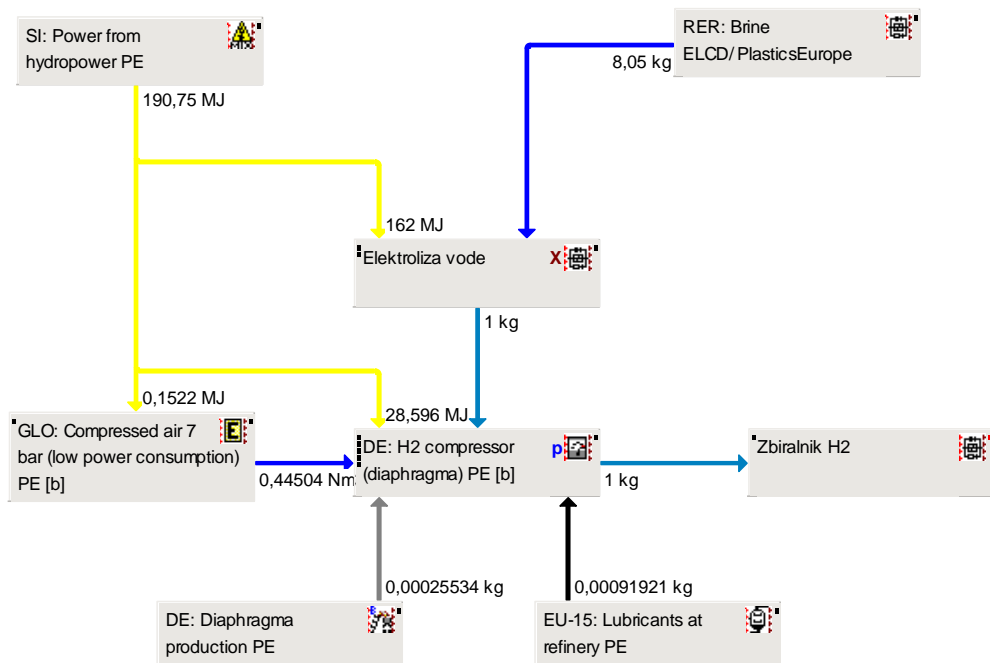 SI: Power from
hydropower PE
MIX
190,75 MJ
RER: Brine
ELCD/PlasticsEurope
8,05 kg
162 MJ
Elektroliza vode
X
1 kg
0,1522 MJ
28,596 MJ
GLO: Compressed air 7
bar (low power consumption)
PE [b]
E
0,44504 Nm
DE: H2 compressor
(diaphragma) PE [b]
p
1 kg
Zbiralnik H2
0,00025534 kg
0,00091921 kg
DE: Diaphragma
production PE
EU-15: Lubricants at
refinery PE